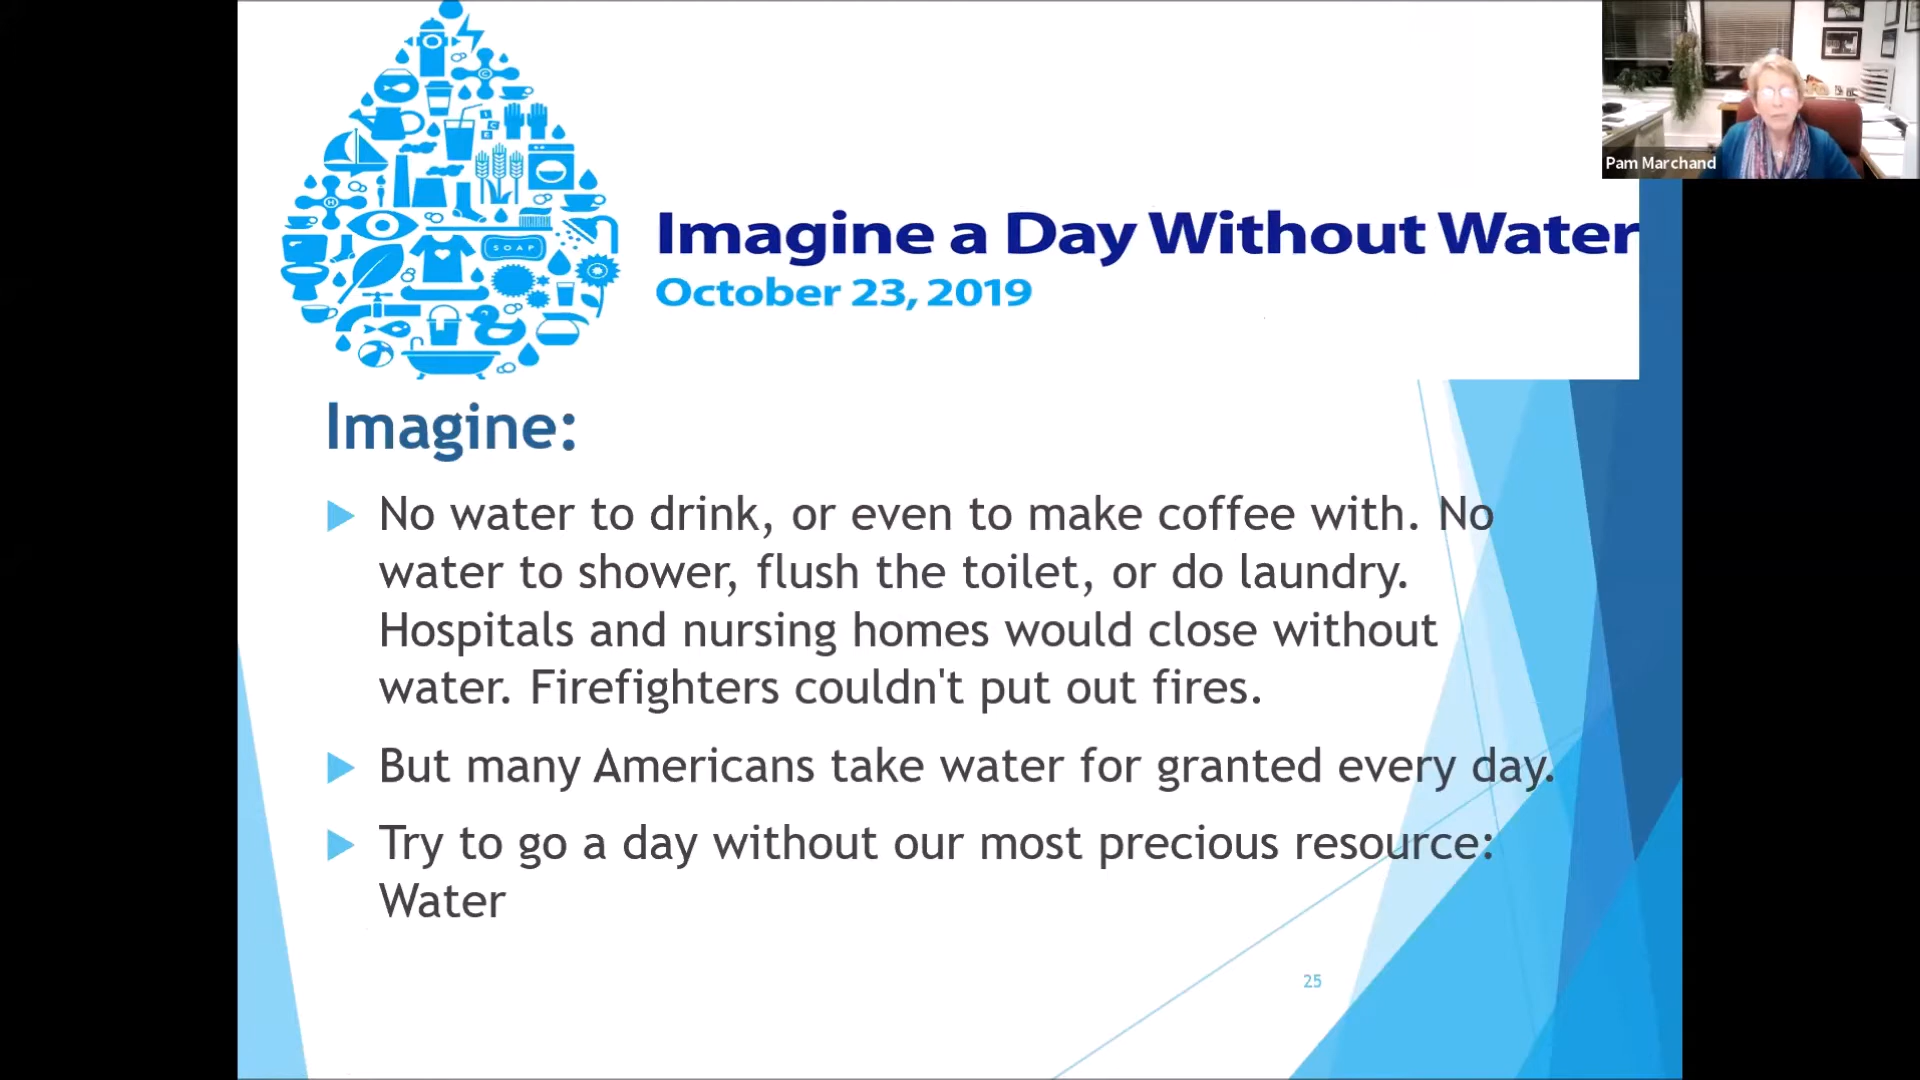 Pam Marchand
SOAP
Imagine a Day Without Water
October 23, 2019
Imagine:
No water to drink, or even to make coffee with. No
water to shower, flush the toilet, or do laundry.
Hospitals and nursing homes would close without
water. Firefighters couldn't put out fires.
But many Americans take water for granted every day.
Try to go a day without our most precious resource:
Water
25